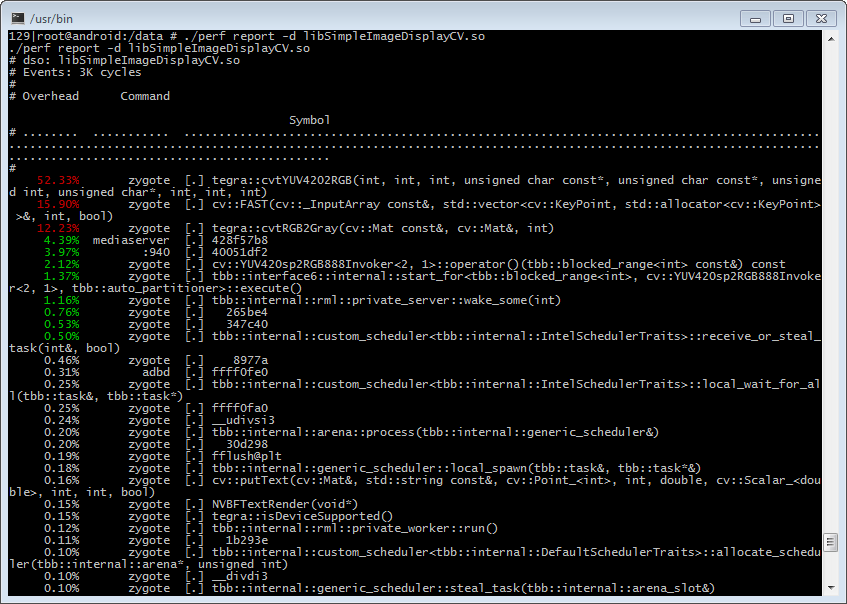 /usr/bin
129|root@android:/data # ./perf report -d libSimpleImageDisplayCV.so
./perf report -d libSimpleImageDisplayCV.so
# dso: libSimpleImageDisplayCV.so
# Events: 3K cycles
#
# Overhead      Command
                                        Symbol
# ........  ...........  ...........................................................................................
....................................................................................................................
..............................................
#
    52.33%       zygote  [.] tegra::cvtYUV4202RGB(int, int, int, unsigned char const*, unsigned char const*, unsigne
d int, unsigned char*, int, int, int)
    15.90%       zygote  [.] cv::FAST(cv::_InputArray const&, std::vector<cv::KeyPoint, std::allocator<cv::KeyPoint>
 >&, int, bool)
    12.23%       zygote  [.] tegra::cvtRGB2Gray(cv::Mat const&, cv::Mat&, int)
     4.39%  mediaserver  [.] 428f57b8
     3.97%         :940  [.] 40051df2
     2.12%       zygote  [.] cv::YUV420sp2RGB888Invoker<2, 1>::operator()(tbb::blocked_range<int> const&) const
     1.37%       zygote  [.] tbb::interface6::internal::start_for<tbb::blocked_range<int>, cv::YUV420sp2RGB888Invoke
r<2, 1>, tbb::auto_partitioner>::execute()
     1.16%       zygote  [.] tbb::internal::rml::private_server::wake_some(int)
     0.76%       zygote  [.]   265be4
     0.53%       zygote  [.]   347c40
     0.50%       zygote  [.] tbb::internal::custom_scheduler<tbb::internal::IntelSchedulerTraits>::receive_or_steal_
task(int&, bool)
     0.46%       zygote  [.]    8977a
     0.31%         adbd  [.] ffff0fe0
     0.25%       zygote  [.] tbb::internal::custom_scheduler<tbb::internal::IntelSchedulerTraits>::local_wait_for_al
l(tbb::task&, tbb::task*)
     0.25%       zygote  [.] ffff0fa0
     0.24%       zygote  [.] __udivsi3
     0.20%       zygote  [.] tbb::internal::arena::process(tbb::internal::generic_scheduler&)
     0.20%       zygote  [.]   30d298
     0.19%       zygote  [.] fflush@plt
     0.18%       zygote  [.] tbb::internal::generic_scheduler::local_spawn(tbb::task&, tbb::task*&)
     0.16%       zygote  [.] cv::putText(cv::Mat&, std::string const&, cv::Point_<int>, int, double, cv::Scalar_<dou
ble>, int, int, bool)
     0.15%       zygote  [.] NVBFTextRender(void*)
     0.15%       zygote  [.] tegra::isDeviceSupported()
     0.12%       zygote  [.] tbb::internal::rml::private_worker::run()
     0.11%       zygote  [.]   1b293e
     0.10%       zygote  [.] tbb::internal::custom_scheduler<tbb::internal::DefaultSchedulerTraits>::allocate_schedu
ler(tbb::internal::arena*, unsigned int)
     0.10%       zygote  [.] __divdi3
     0.10%       zygote  [.] tbb::internal::generic_scheduler::steal_task(tbb::internal::arena_slot&)